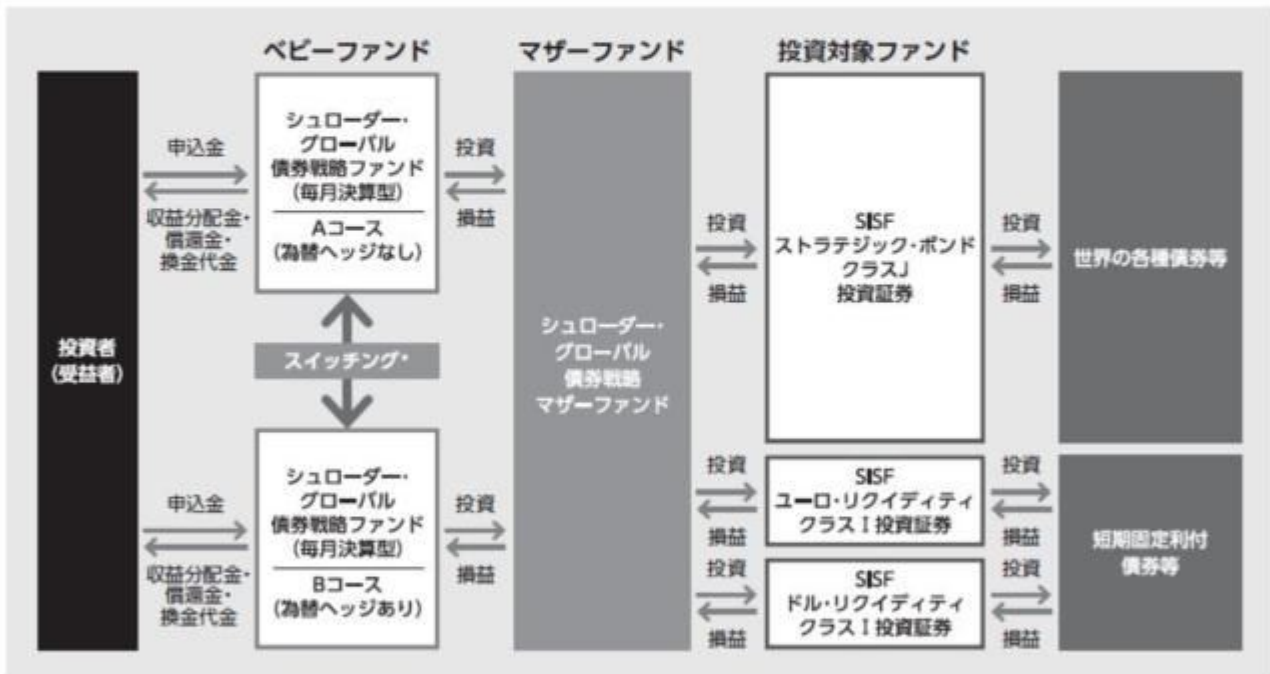 ベビーファンド
マザーファンド
投資対象ファンド
投資者
(受益者)
申込金
収益分配金・
償還金・
換金代金
シュローダー・
グローバル
債券戦略ファンド
(毎月決算型)
Aコース
(為替ヘッジなし)
投資
損益
スイッチング*
申込金
収益分配金・
償還金・
換金代金
シュローダー・
グローバル
債券戦略ファンド
(毎月決算型)
Bコース
(為替ヘッジあり)
投資
損益
シュローダー・
グローバル
債券戦略
マザーファンド
投資
損益
SISF
ストラテジック・ボンド
クラスJ
投資証券
投資
損益
世界の各種債券等
投資
損益
SISF
ユーロ・リクイディティ
クラスI投資証券
投資
損益
投資
損益
SISF
ドル・リクイディティ
クラスI投資証券
投資
損益
短期固定利付
債券等